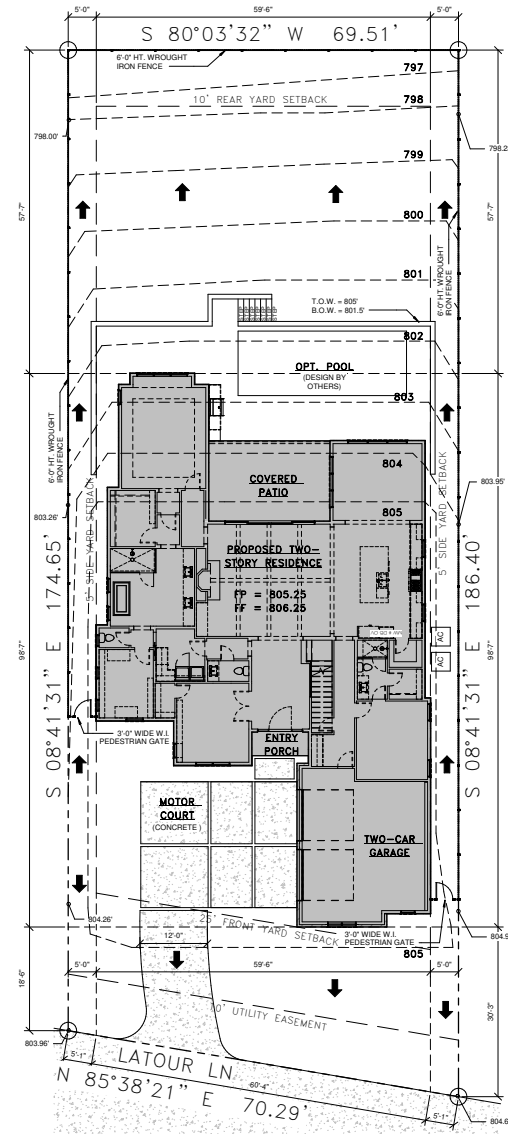 5'-0"
59'-6"
5'-0"
S 80°03'32" W 69.51'
6'-0" HT. WROUGHT
IRON FENCE
797
10' REAR YARD SETBACK
798
798.00'
799
57'-7"
57'-7"
800
6'-0" HT. WROUGHT
IRON FENCE
801
T.O.W. = 805'
B.O.W. = 801.5'
802
OPT. POOL
(DESIGN BY
OTHERS)
803
6'-0" HT. WROUGHT
IRON FENCE
804
COVERED
PATIO
5' SIDE YARD SETBACK
5' SIDE YARD SETBACK
803.95'
803.26'
805
PROPOSED TWO-
STORY RESIDENCE
FP = 805.25
FF = 806.25
S 08°41'31" E 174.65'
S 08°41'31" E 186.40'
AC
AC
98'-7"
98'-7"
3'-0" WIDE W.I.
PEDESTRIAN GATE
ENTRY
PORCH
MOTOR
COURT
(CONCRETE )
TWO-CAR
GARAGE
804.26'
25' FRONT YARD SETBACK
3'-0" WIDE W.I.
PEDESTRIAN GATE
12'-0"
805
5'-0"
59'-6"
5'-0"
18'-6"
30'-3"
10' UTILITY EASEMENT
803.96'
5'-1"
LATOUR LN
60'-4"
N 85°38'21" E 70.29'
5'-1"